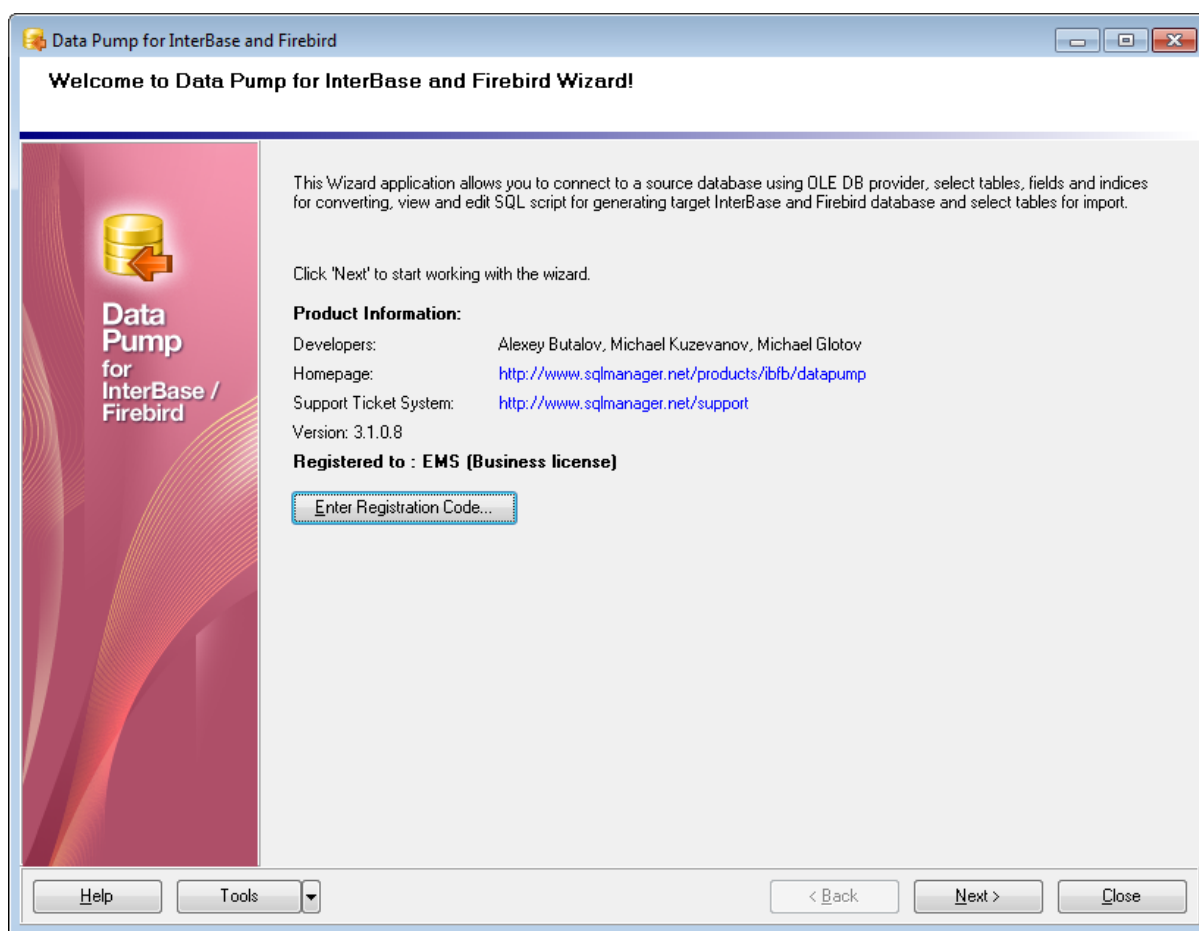 Data Pump for InterBase and Firebird
Welcome to Data Pump for InterBase and Firebird Wizard!
Data
Pump
for
InterBase /
Firebird
This Wizard application allows you to connect to a source database using OLE DB provider, select tables, fields and indices
for converting, view and edit SQL script for generating target InterBase and Firebird database and select tables for import.
Click 'Next' to start working with the wizard.
Product Information:
Developers: Alexey Butalov, Michael Kuzevanov, Michael Glotov
Homepage: http://www.sqlmanager.net/products/ibfb/datapump
Support Ticket System: http://www.sqlmanager.net/support
Version: 3.1.0.8
Registered to : EMS (Business license)
Enter Registration Code...
Help Tools < Back Next > Close